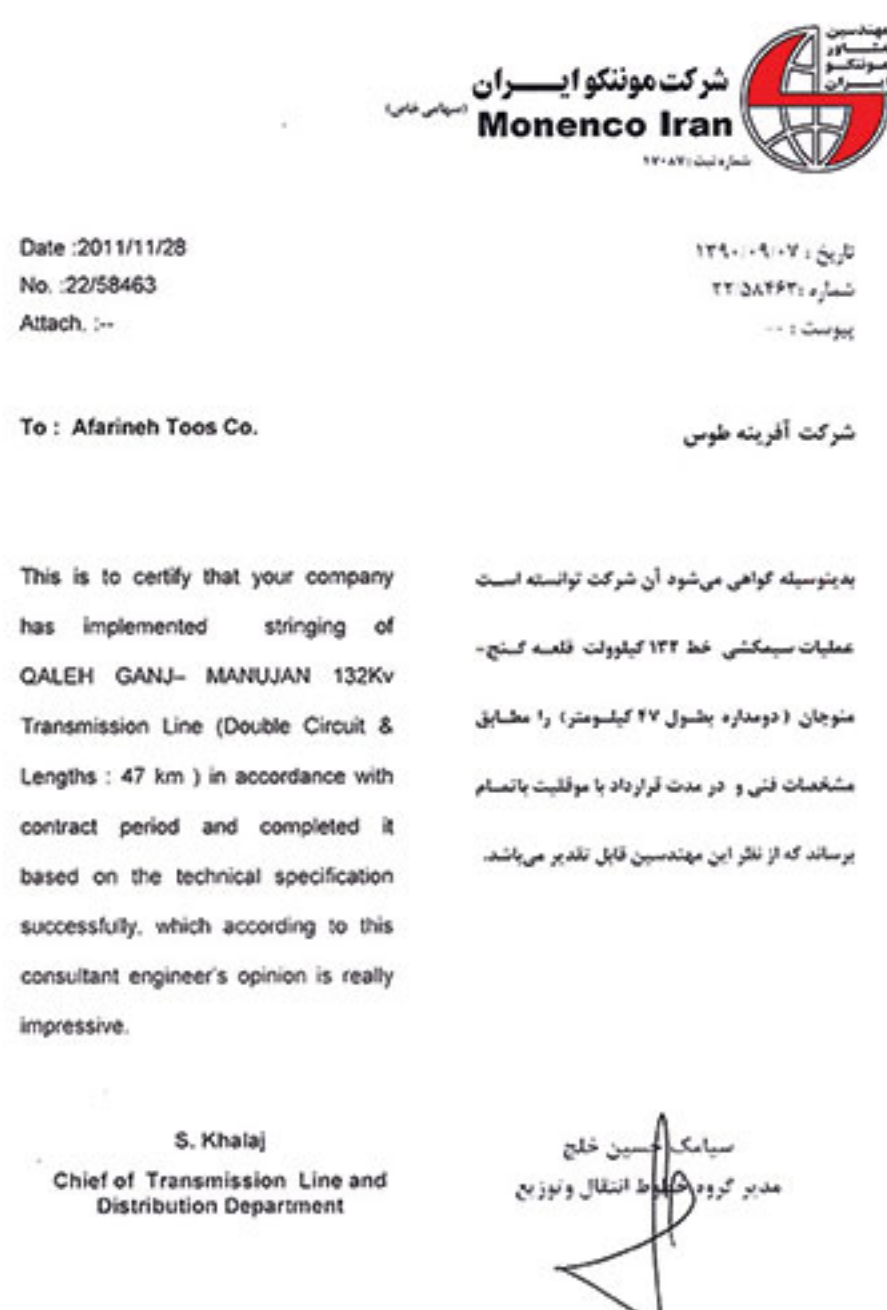 مهندسین
مشاور
موننکو
ایران
شرکت موننکو ایران
(سهامی خاص)
Monenco Iran
شماره ثبت: ۱۷۰۸۷
Date :2011/11/28
No. :22/58463
Attach. :--
تاریخ : ۱۳۹۰/۰۹/۰۷
شماره :۲۲/۵۸۴۶۳
پیوست : --
To : Afarineh Toos Co.
شرکت آفرینه طوس
This is to certify that your company
has implemented stringing of
QALEH GANJ– MANUJAN 132Kv
Transmission Line (Double Circuit &
Lengths : 47 km ) in accordance with
contract period and completed it
based on the technical specification
successfully, which according to this
consultant engineer's opinion is really
impressive.
بدینوسیله گواهی می‌شود آن شرکت توانسته است
عملیات سیمکشی خط ۱۳۲ کیلوولت قلعه گنج-
منوجان (دومداره بطول ۴۷ کیلومتر) را مطابق
مشخصات فنی و در مدت قرارداد با موفقیت باتمام
برساند که از نظر این مهندسین قابل تقدیر می‌باشد.
S. Khalaj
Chief of Transmission Line and
Distribution Department
سیامک حسین خلج
مدیر گروه خطوط انتقال وتوزیع